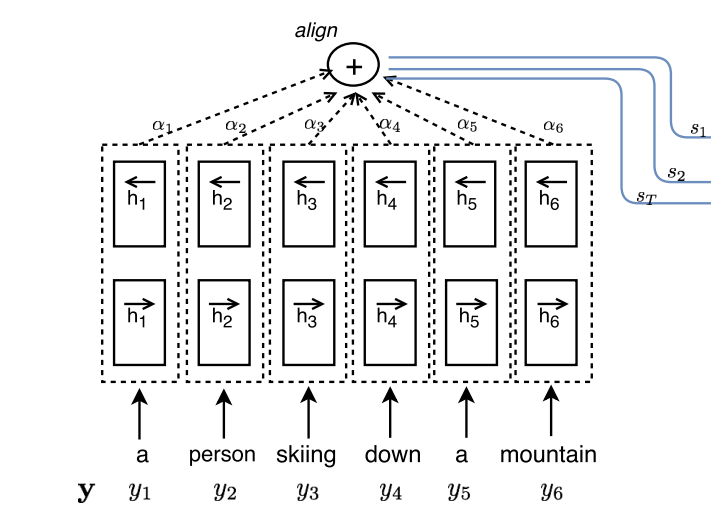 align
+
α₁ α₂ α₃ α₄ α₅ α₆
s₁
s₂
s_T
←h₁ ←h₂ ←h₃ ←h₄ ←h₅ ←h₆
→h₁ →h₂ →h₃ →h₄ →h₅ →h₆
a person skiing down a mountain
y y₁ y₂ y₃ y₄ y₅ y₆